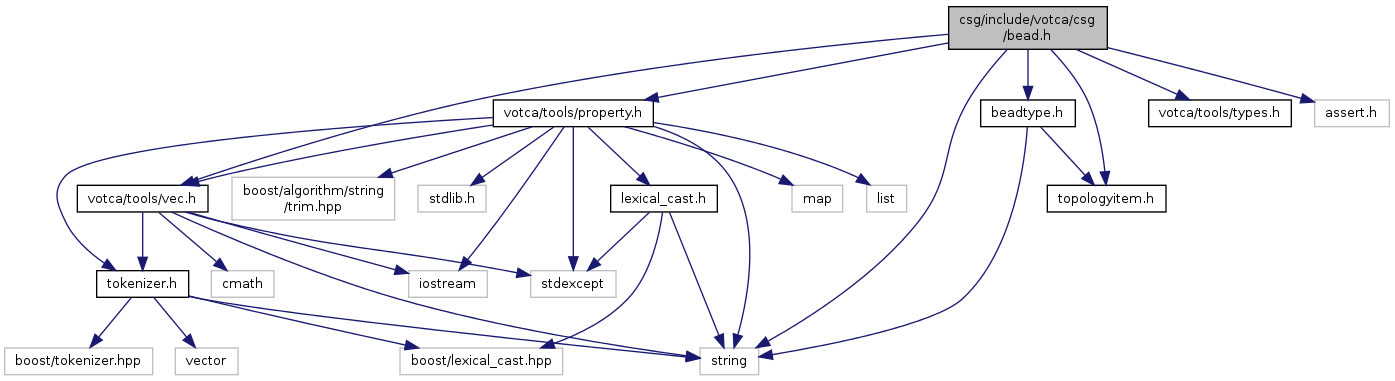 csg/include/votca/csg
/bead.h
votca/tools/property.h
beadtype.h
votca/tools/types.h
assert.h
votca/tools/vec.h
boost/algorithm/string
/trim.hpp
stdlib.h
lexical_cast.h
map
list
topologyitem.h
tokenizer.h
cmath
iostream
stdexcept
boost/tokenizer.hpp
vector
boost/lexical_cast.hpp
string